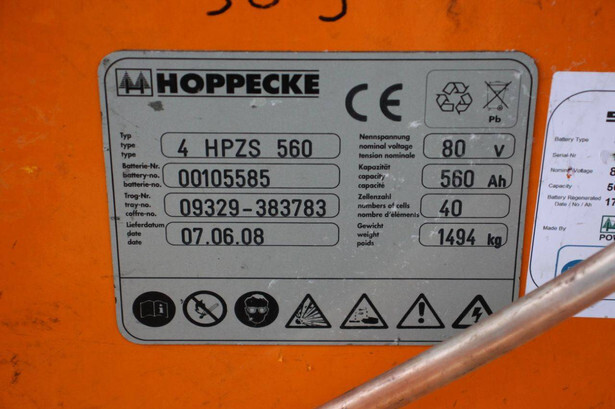 HOPPECKE
CE
Pb
Typ
type
type
4 HPZS 560
Batterie-Nr.
battery-no.
batterie-no.
00105585
Trog-Nr.
tray-no.
coffre-no.
09329-383783
Lieferdatum
date
date
07.06.08
Nennspannung
nominal voltage
tension nominale
80 V
Kapazität
capacity
capacité
560 Ah
Zellenzahl
numbers of cells
nombre d'éléments
40
Gewicht
weight
poids
1494 kg
Battery Type
Serial Nr
Nominal Voltage
Capacity
Battery Regenerated
Date / No / Ah
Made By